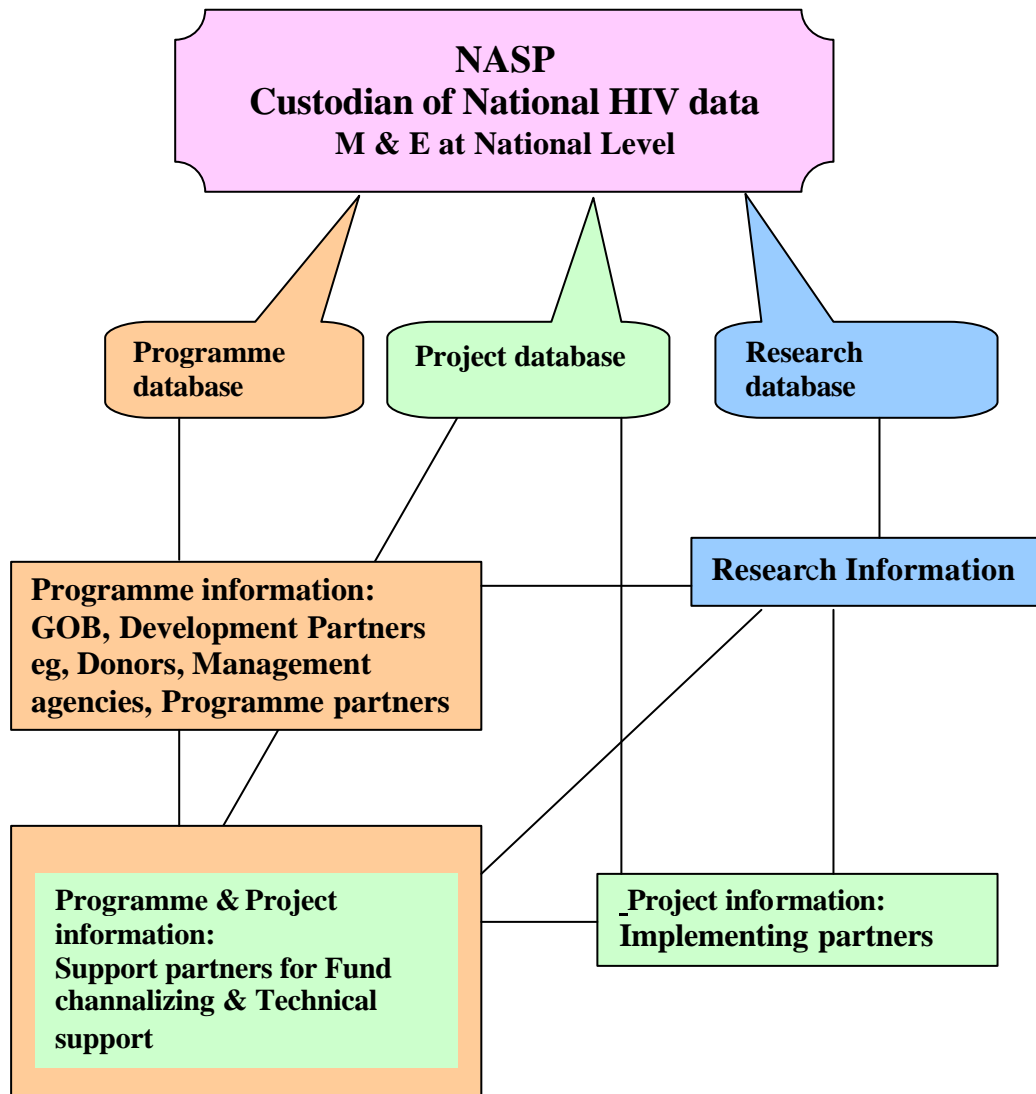 NASP
Custodian of National HIV data
M & E at National Level
Programme
database
Project database
Research
database
Research Information
Programme information:
GOB, Development Partners
eg, Donors, Management
agencies, Programme partners
Programme & Project
information:
Support partners for Fund
channalizing & Technical
support
_Project information:
Implementing partners